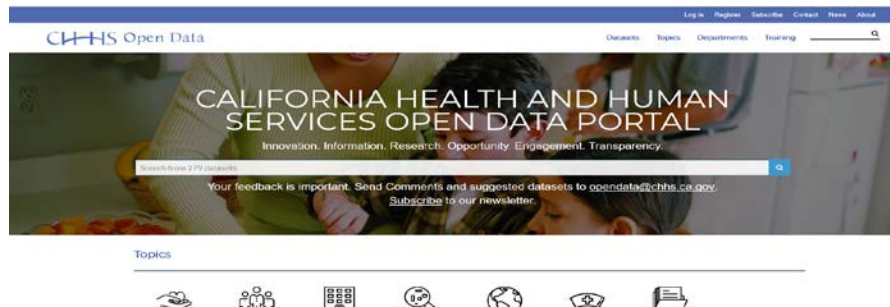 Log In Register Subscribe Contact News About
CHHS Open Data
Datasets Topics Departments Training
CALIFORNIA HEALTH AND HUMAN
SERVICES OPEN DATA PORTAL
Innovation. Information. Research. Opportunity. Engagement. Transparency.
Search from 279 datasets
Your feedback is important. Send Comments and suggested datasets to opendata@chhs.ca.gov.
Subscribe to our newsletter.
Topics